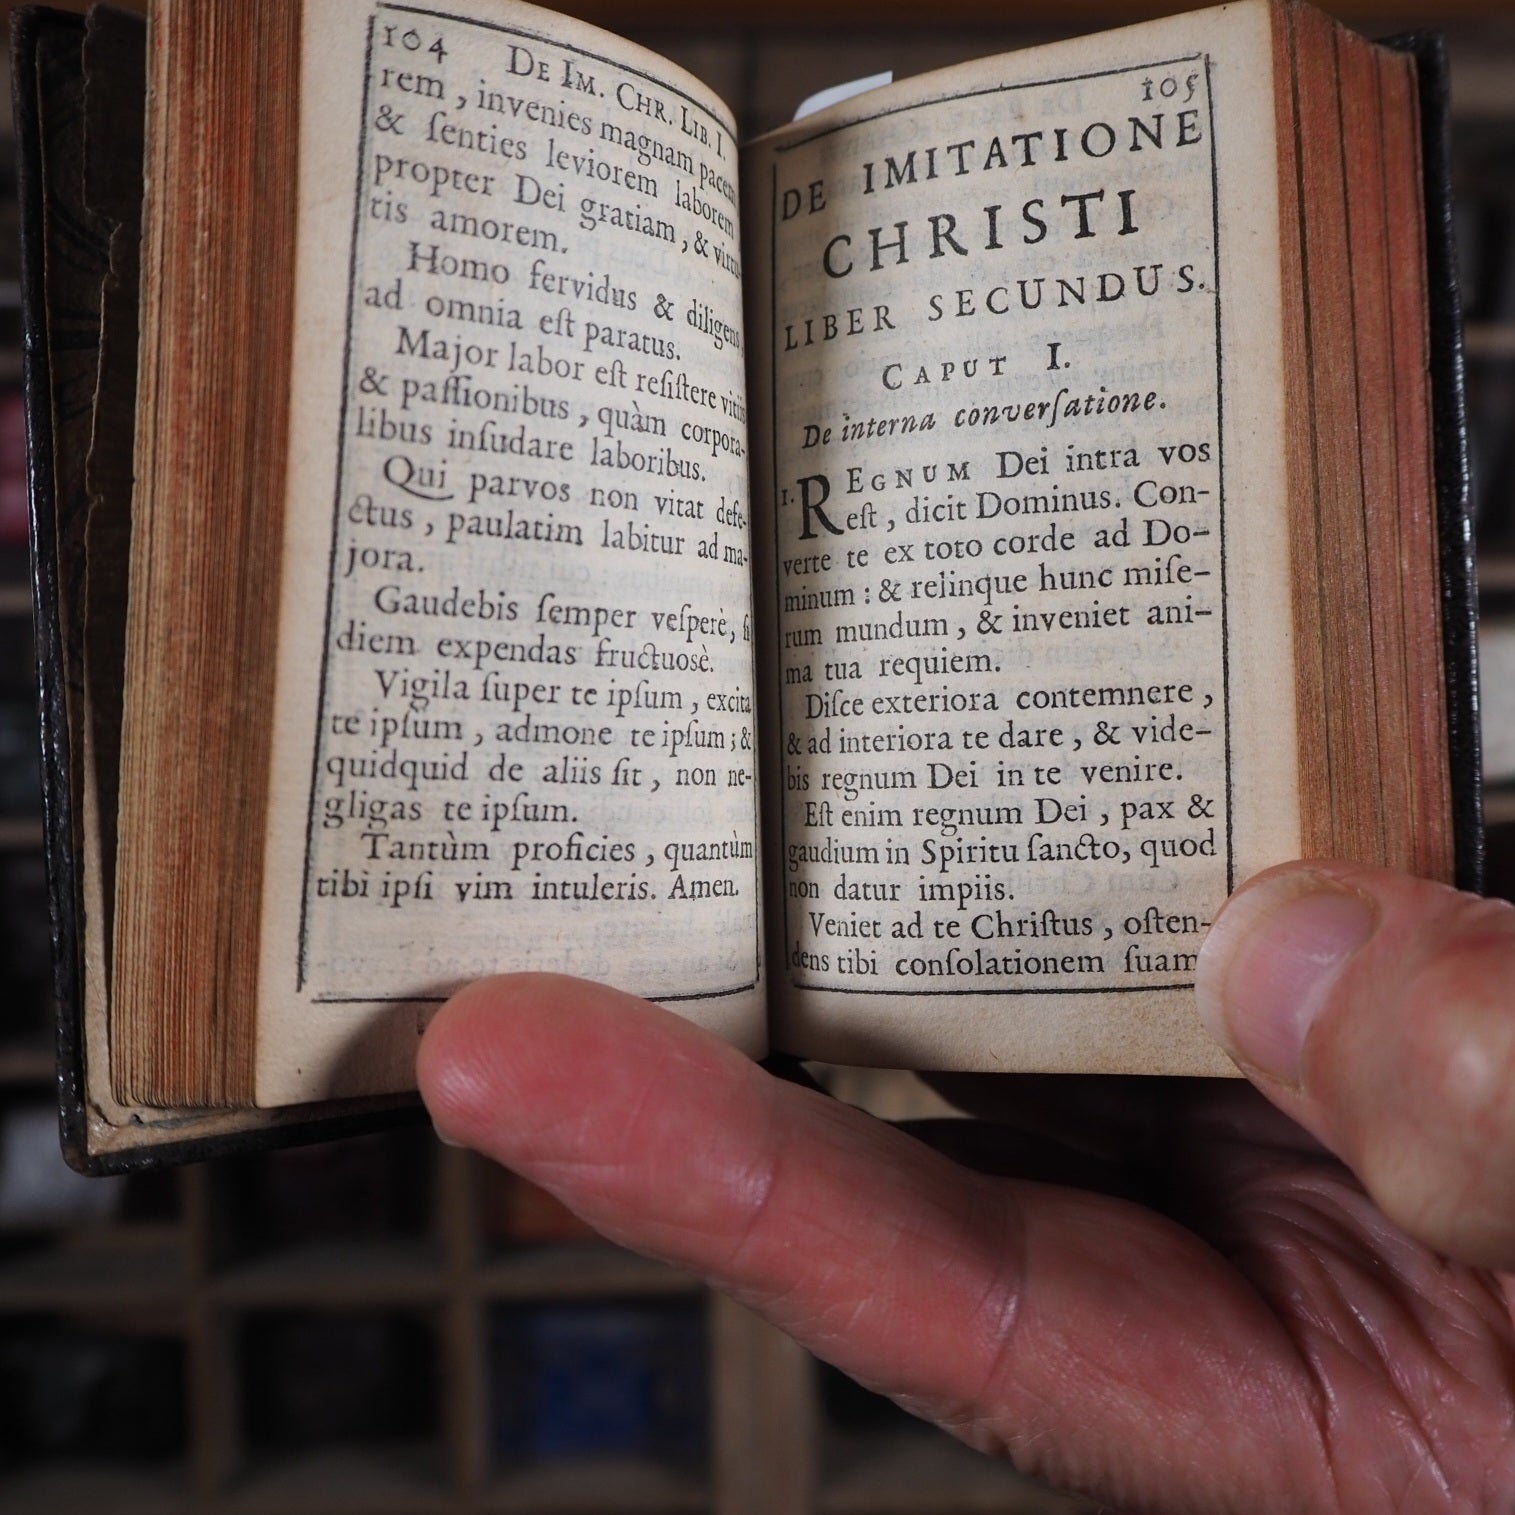 104 DE IM. CHR. LIB. I.
rem, invenies magnam pacem
& ſenties leviorem laborem
propter Dei gratiam, & virtu
tis amorem.
Homo fervidus & diligens,
ad omnia eſt paratus.
Major labor eſt reſiſtere vitiis
& paſſionibus, quàm corpora-
libus inſudare laboribus.
Qui parvos non vitat defe-
ctus, paulatim labitur ad ma-
jora.
Gaudebis ſemper veſperè, ſi
diem expendas fructuosè.
Vigila ſuper te ipſum, excita
te ipſum, admone te ipſum; &
quidquid de aliis ſit, non ne-
gligas te ipſum.
Tantùm proficies, quantùm
tibi ipſi vim intuleris. Amen.
105
DE IMITATIONE
CHRISTI
LIBER SECUNDUS.
CAPUT I.
De interna converſatione.
1. REGNUM Dei intra vos
eſt, dicit Dominus. Con-
verte te ex toto corde ad Do-
minum: & relinque hunc miſe-
rum mundum, & inveniet ani-
ma tua requiem.
Diſce exteriora contemnere,
& ad interiora te dare, & vide-
bis regnum Dei in te venire.
Eſt enim regnum Dei, pax &
gaudium in Spiritu ſancto, quod
non datur impiis.
Veniet ad te Chriſtus, oſten-
dens tibi conſolationem ſuam